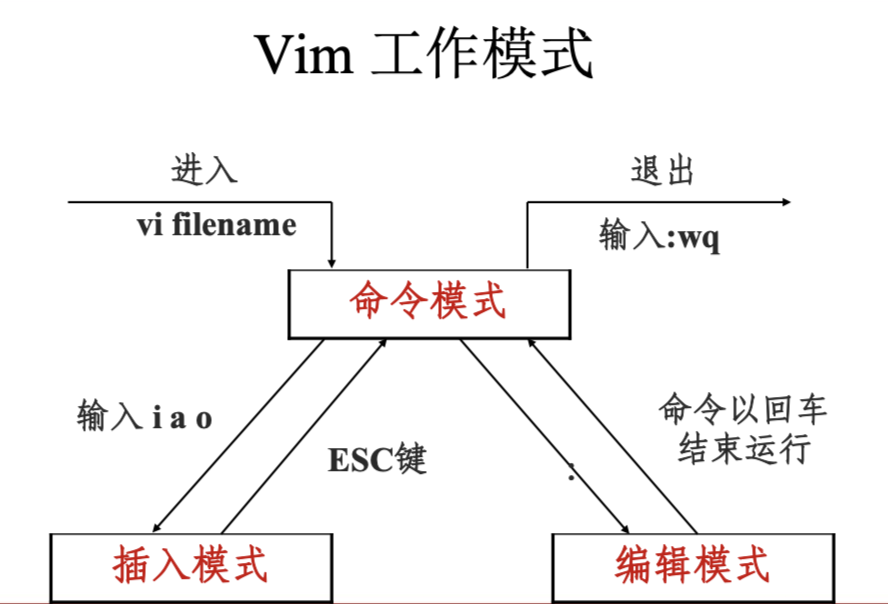 Vim 工作模式
进入
vi filename
退出
输入:wq
命令模式
输入 i a o
ESC键
:
命令以回车
结束运行
插入模式
编辑模式